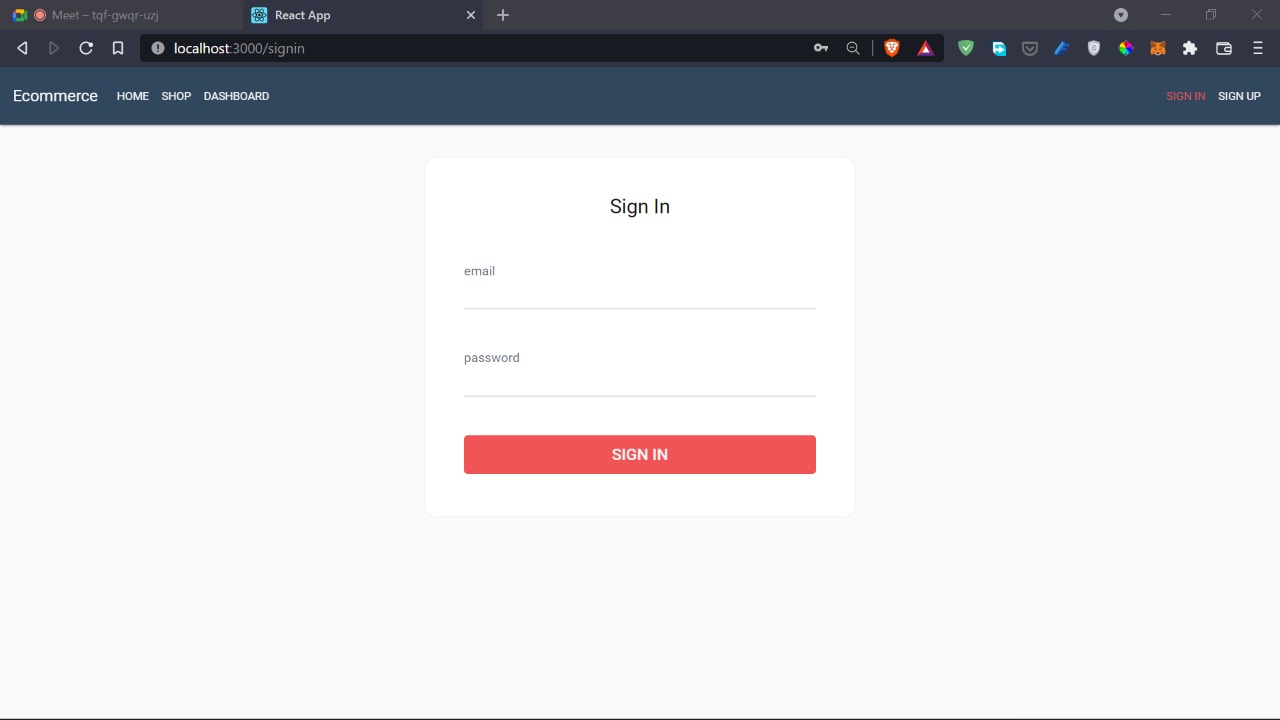 Meet – tqf-gwqr-uzj
React App
localhost:3000/signin
Ecommerce HOME SHOP DASHBOARD SIGN IN SIGN UP
Sign In
email
password
SIGN IN